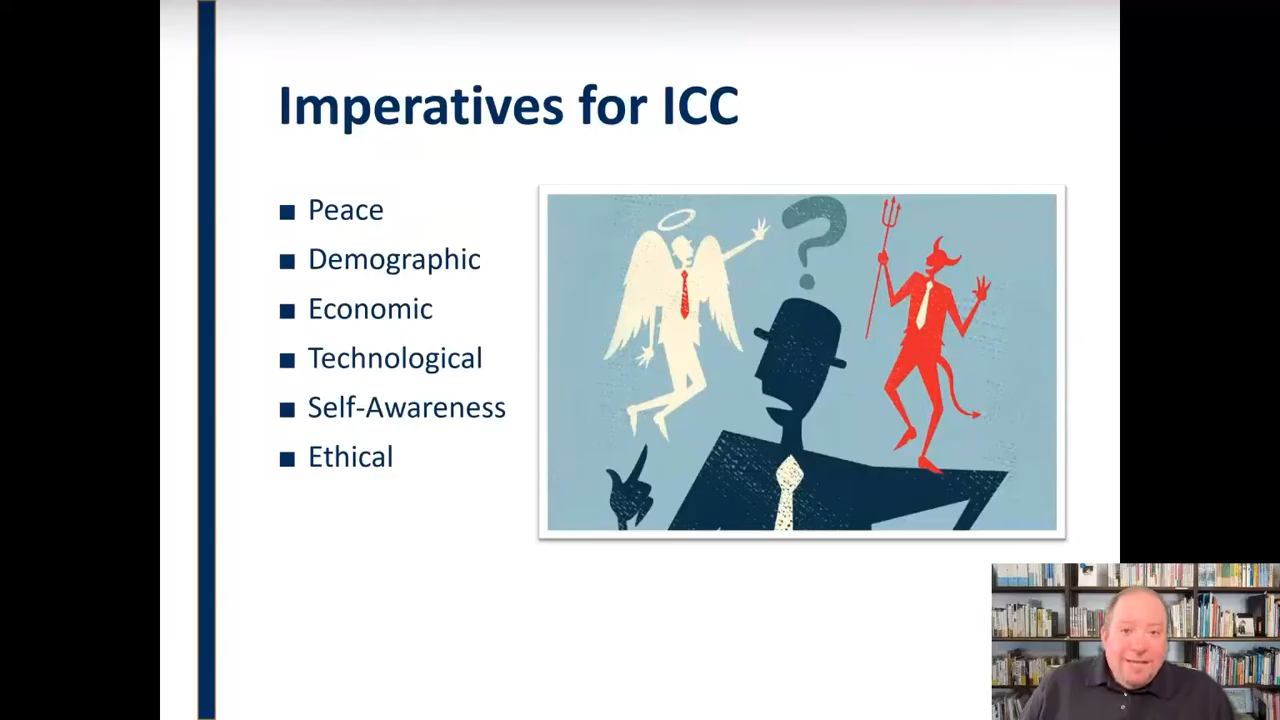 Imperatives for ICC
Peace
Demographic
Economic
Technological
Self-Awareness
Ethical
?